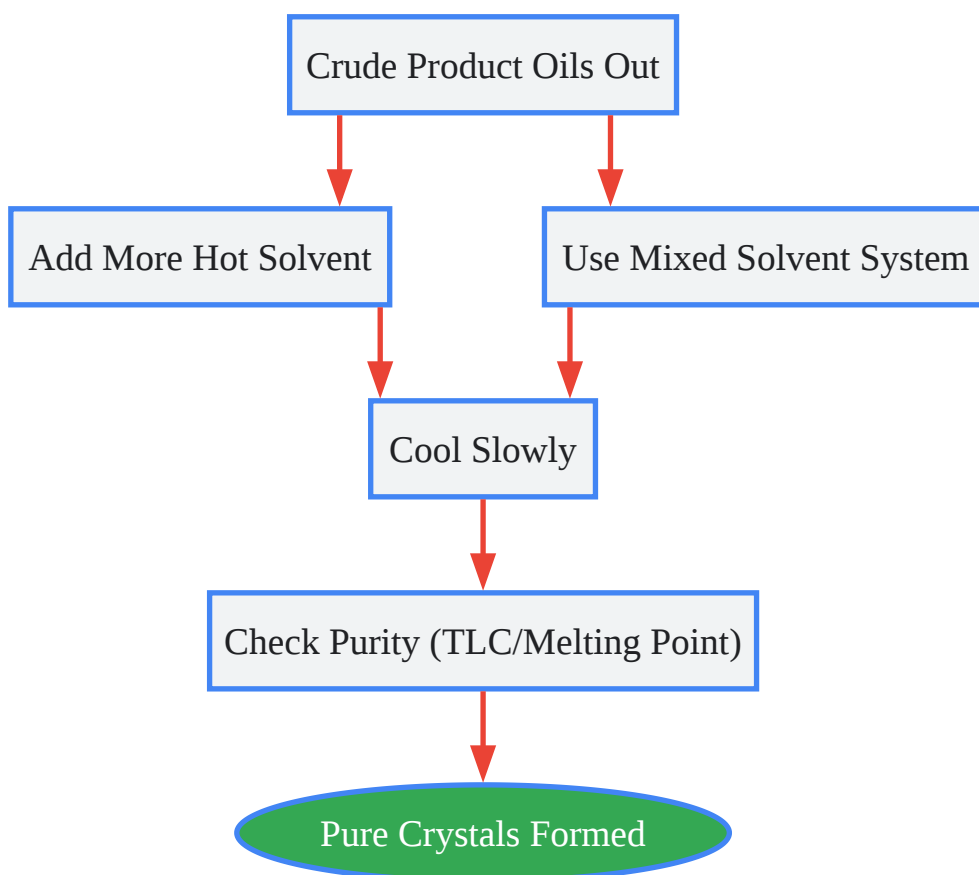 Crude Product Oils Out
Add More Hot Solvent
Use Mixed Solvent System
Cool Slowly
Check Purity (TLC/Melting Point)
Pure Crystals Formed